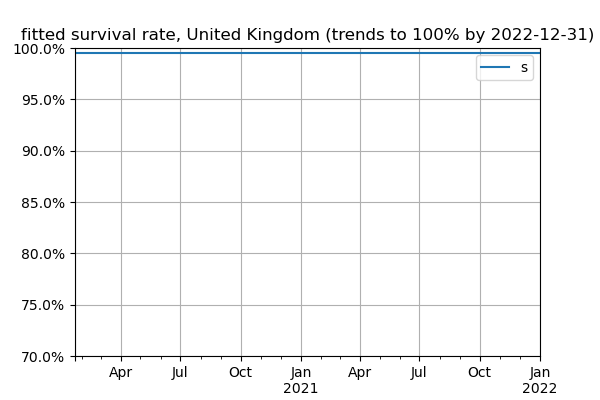 fitted survival rate, United Kingdom (trends to 100% by 2022-12-31)
100.0%
s
95.0%
90.0%
85.0%
80.0%
75.0%
70.0%
Apr Jul Oct Jan Apr Jul Oct Jan
2021 2022